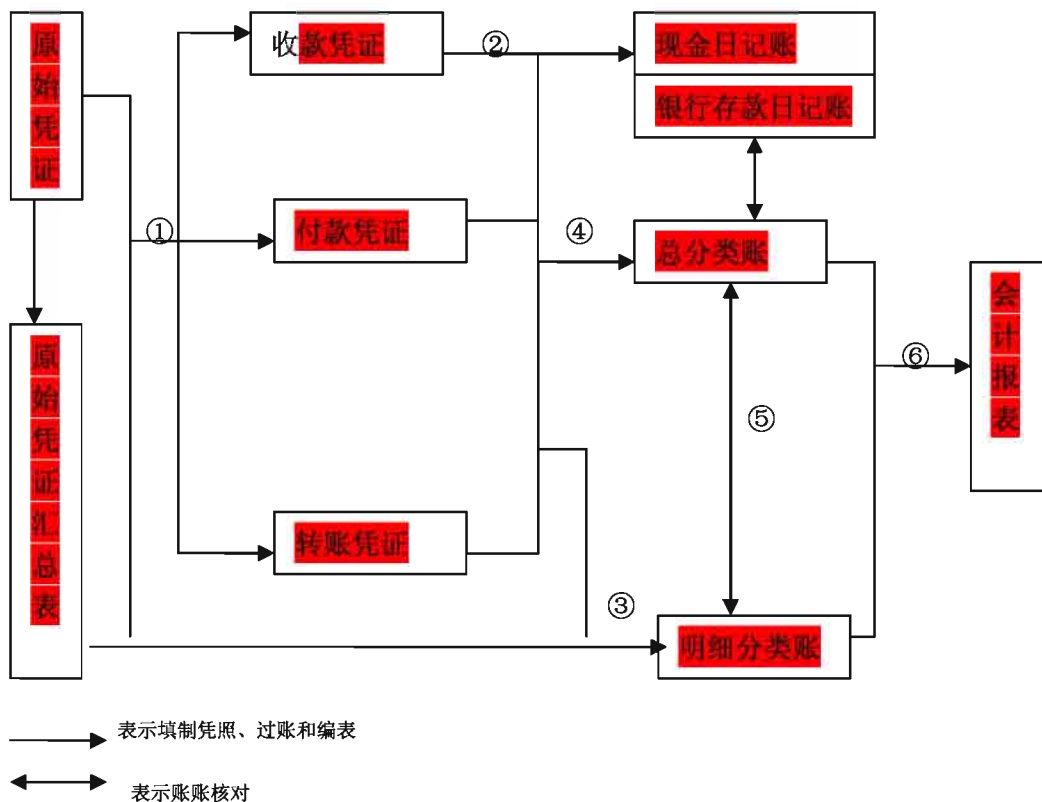 原始凭证
收款凭证
②
现金日记账
银行存款日记账
①
付款凭证
④
总分类账
原始凭证汇总表
会计报表
⑥
⑤
转账凭证
③
明细分类账
表示填制凭照、过账和编表
表示账账核对